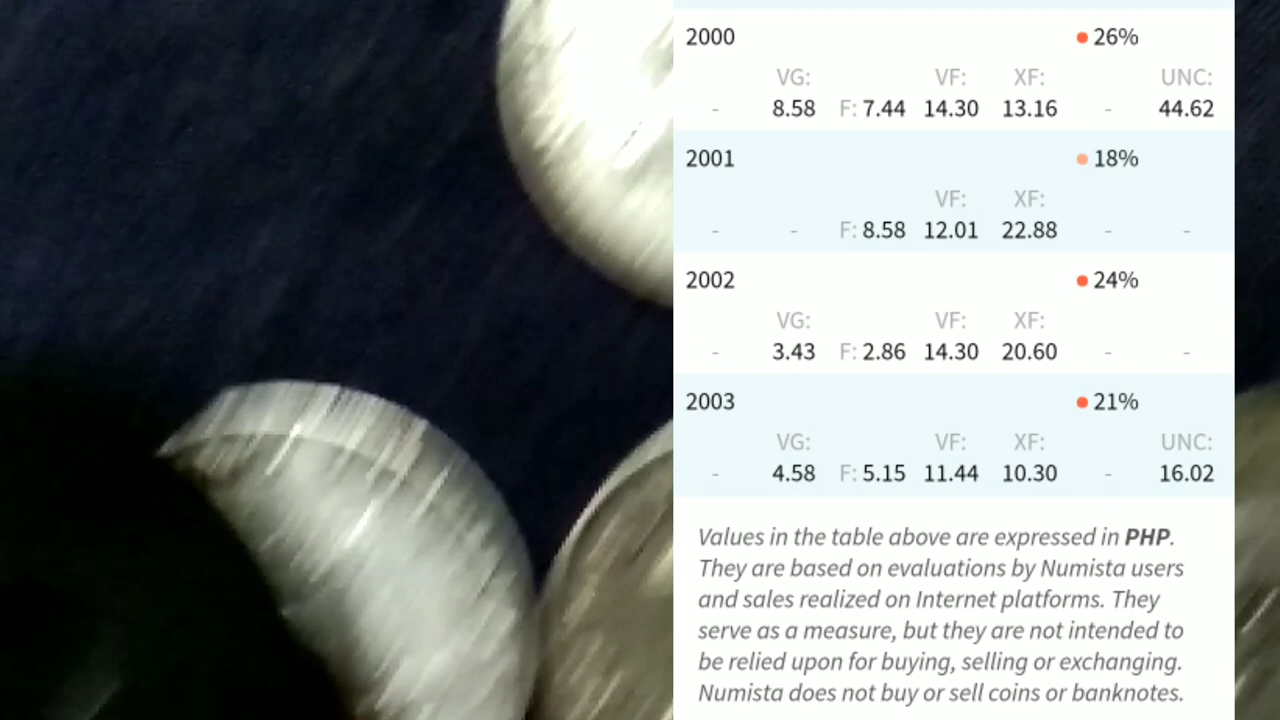 2000 26%
VG: VF: XF: UNC:
- 8.58 F: 7.44 14.30 13.16 - 44.62
2001 18%
VF: XF:
- - F: 8.58 12.01 22.88 - -
2002 24%
VG: VF: XF:
- 3.43 F: 2.86 14.30 20.60 - -
2003 21%
VG: VF: XF: UNC:
- 4.58 F: 5.15 11.44 10.30 - 16.02
Values in the table above are expressed in PHP.
They are based on evaluations by Numista users
and sales realized on Internet platforms. They
serve as a measure, but they are not intended to
be relied upon for buying, selling or exchanging.
Numista does not buy or sell coins or banknotes.